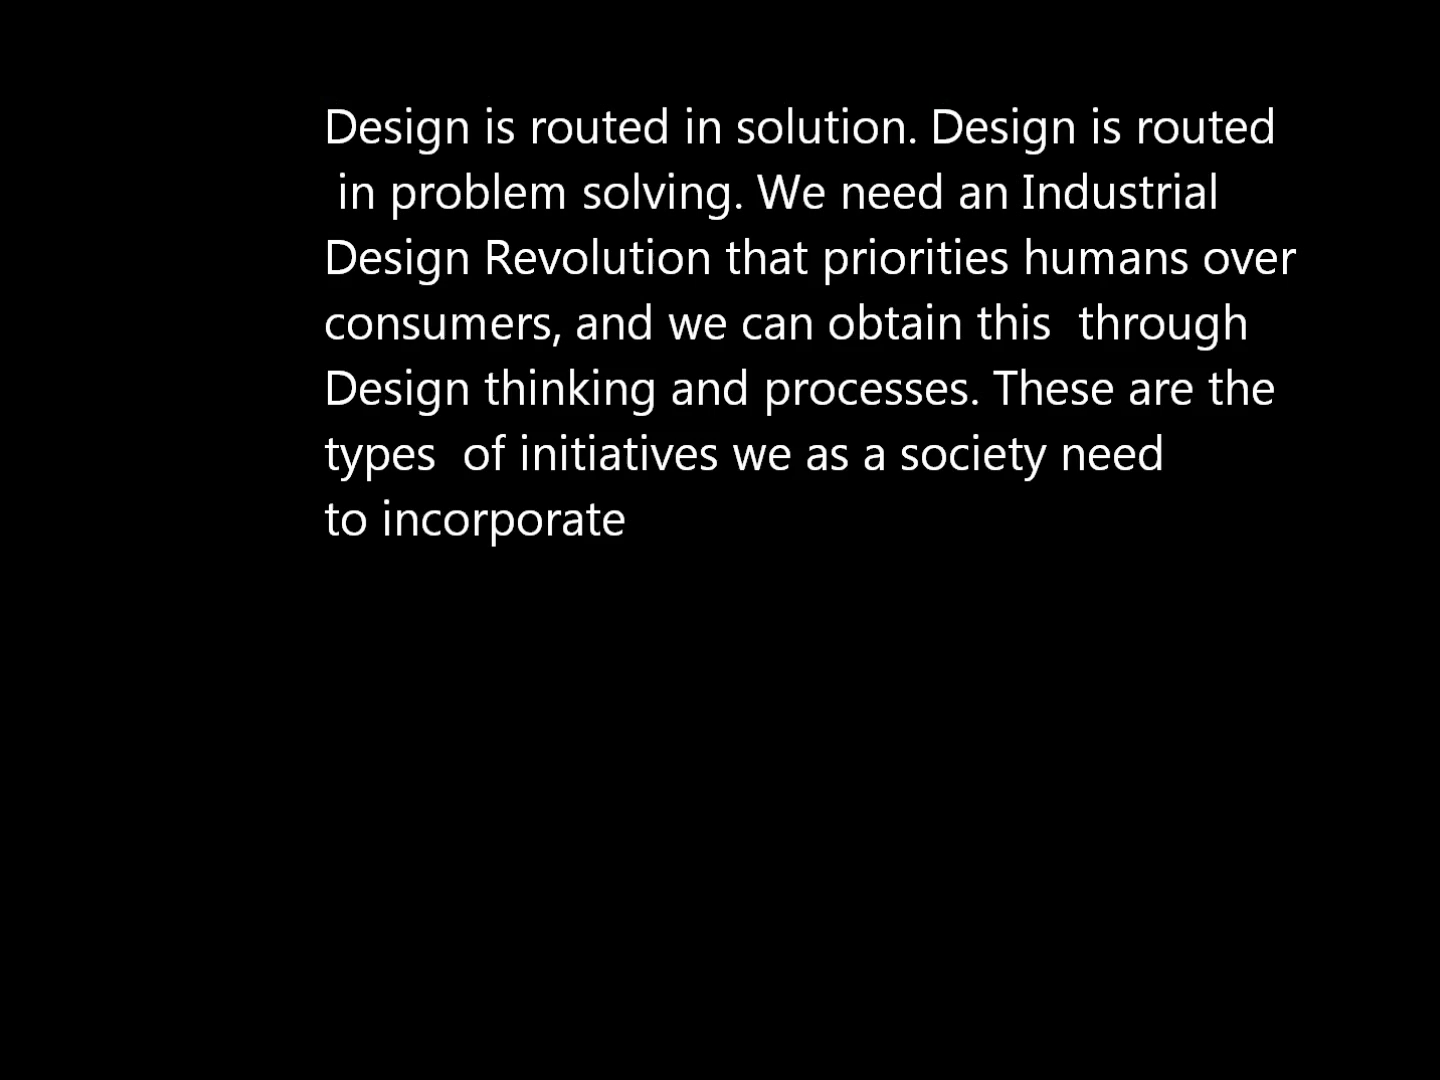 Design is routed in solution. Design is routed
in problem solving. We need an Industrial
Design Revolution that priorities humans over
consumers, and we can obtain this  through
Design thinking and processes. These are the
types  of initiatives we as a society need
to incorporate